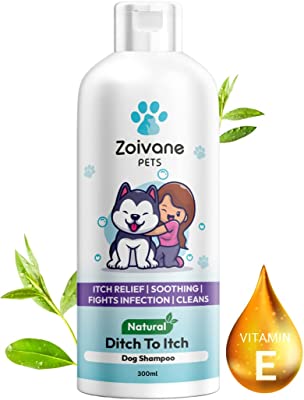 Zoivane
PETS
ITCH RELIEF | SOOTHING |
FIGHTS INFECTION | CLEANS
Natural
Ditch To Itch
Dog Shampoo
300ml
VITAMIN
E